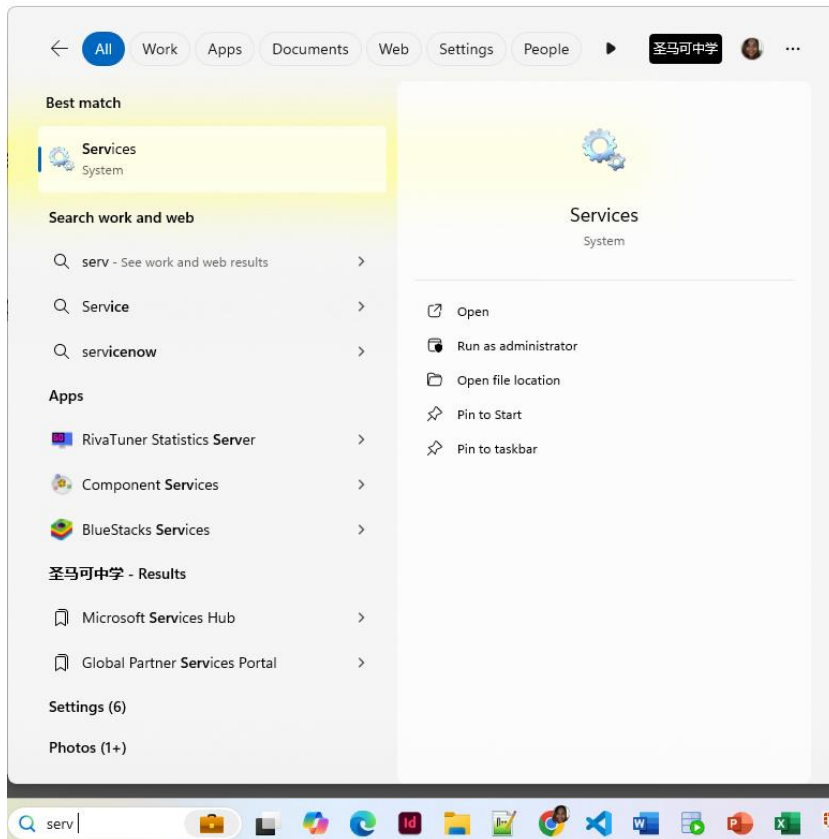 All Work Apps Documents Web Settings People 圣马可中学
Best match
Services
System
Search work and web
serv - See work and web results
Service
servicenow
Apps
RivaTuner Statistics Server
Component Services
BlueStacks Services
圣马可中学 - Results
Microsoft Services Hub
Global Partner Services Portal
Settings (6)
Photos (1+)
Services
System
Open
Run as administrator
Open file location
Pin to Start
Pin to taskbar
serv